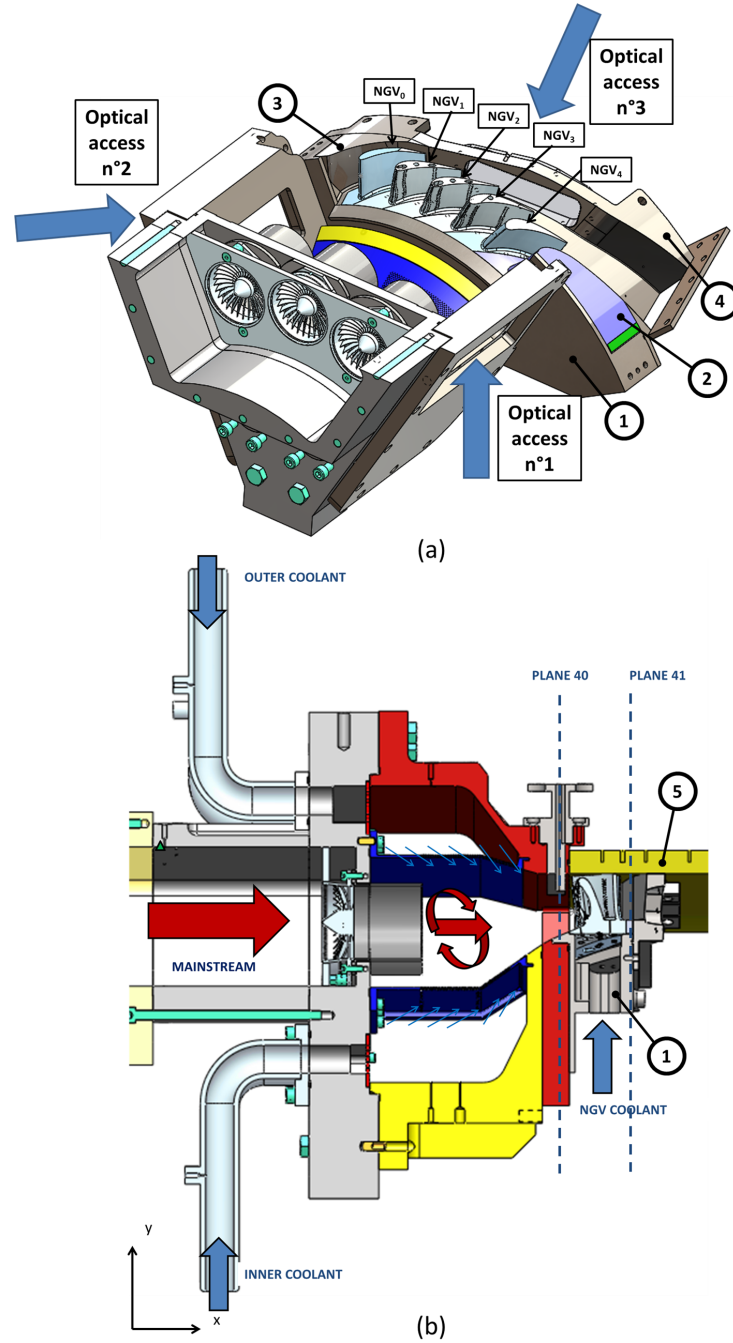 Optical
access
n°3
3
NGV0
NGV1
NGV2
NGV3
NGV4
Optical
access
n°2
4
2
1
Optical
access
n°1
(a)
OUTER COOLANT
PLANE 40
PLANE 41
5
MAINSTREAM
1
NGV COOLANT
y
INNER COOLANT
x
(b)